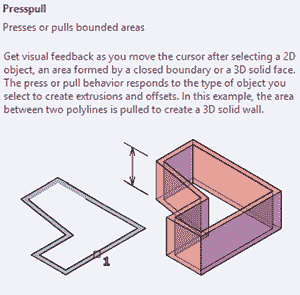 Presspull
Presses or pulls bounded areas
Get visual feedback as you move the cursor after selecting a 2D
object, an area formed by a closed boundary or a 3D solid face.
The press or pull behavior responds to the type of object you
select to create extrusions and offsets. In this example, the area
between two polylines is pulled to create a 3D solid wall.
1